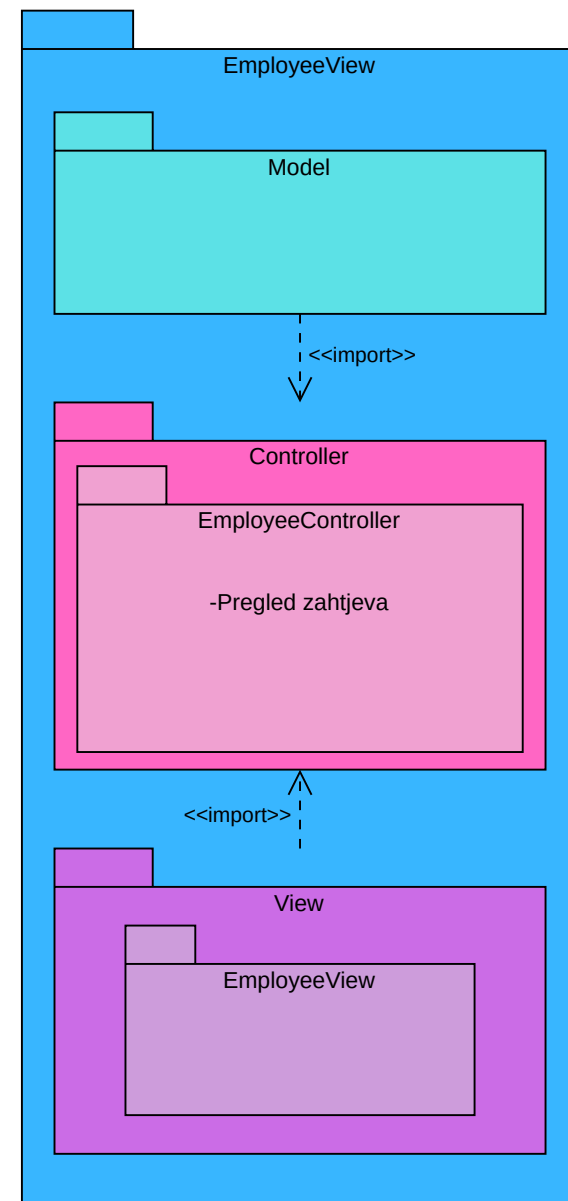 EmployeeView
Model
<<import>>
Controller
EmployeeController
-Pregled zahtjeva
<<import>>
View
EmployeeView